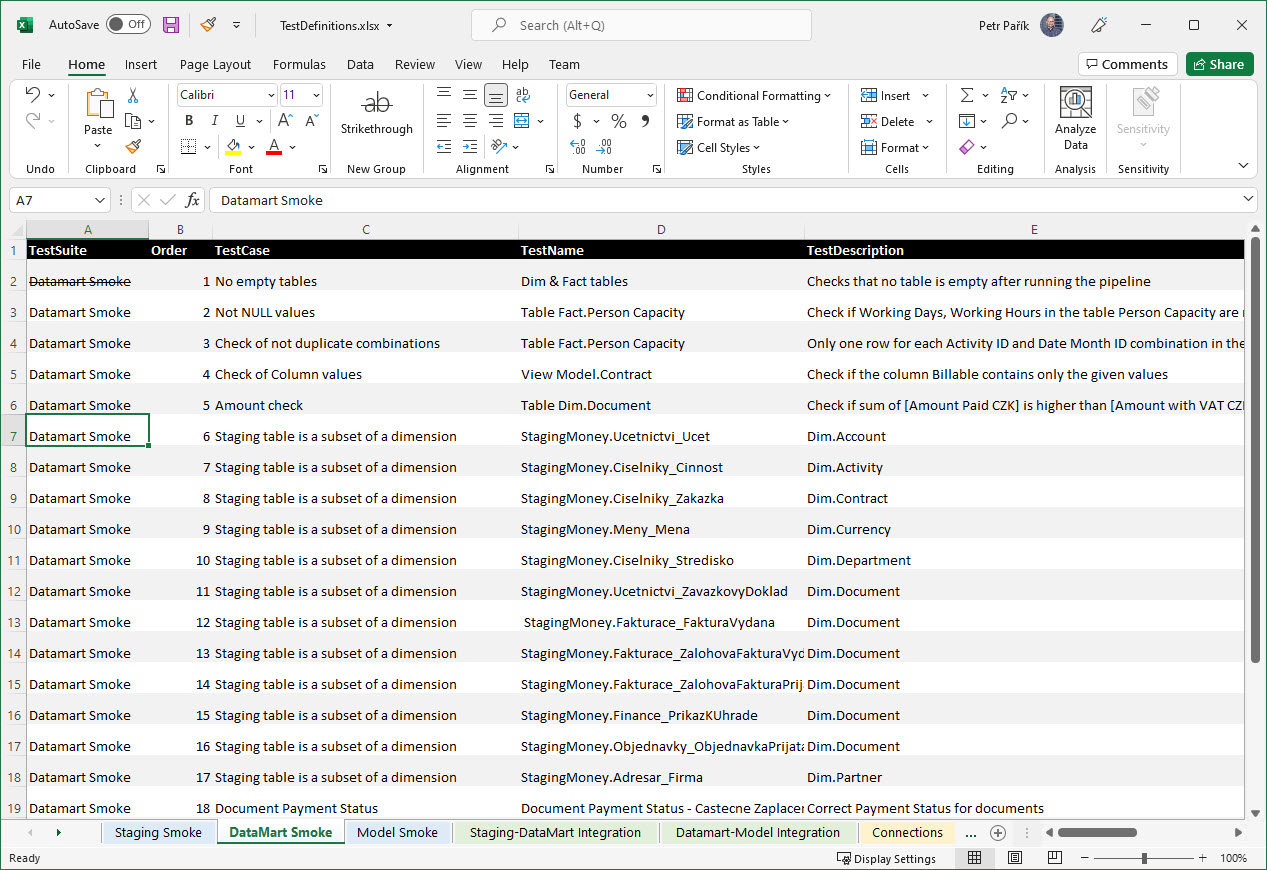 AutoSave Off TestDefinitions.xlsx Search (Alt+Q) Petr Pařík
File Home Insert Page Layout Formulas Data Review View Help Team Comments Share
Calibri 11 General Conditional Formatting Insert
Paste B I U Strikethrough $ % Format as Table Delete Analyze Data Sensitivity
Cell Styles Format
Undo Clipboard Font New Group Alignment Number Styles Cells Editing Analysis Sensitivity
A7 fx Datamart Smoke
A B C D E
1 TestSuite Order TestCase TestName TestDescription
2 Datamart Smoke 1 No empty tables Dim & Fact tables Checks that no table is empty after running the pipeline
3 Datamart Smoke 2 Not NULL values Table Fact.Person Capacity Check if Working Days, Working Hours in the table Person Capacity are
4 Datamart Smoke 3 Check of not duplicate combinations Table Fact.Person Capacity Only one row for each Activity ID and Date Month ID combination in the
5 Datamart Smoke 4 Check of Column values View Model.Contract Check if the column Billable contains only the given values
6 Datamart Smoke 5 Amount check Table Dim.Document Check if sum of [Amount Paid CZK] is higher than [Amount with VAT CZ
7 Datamart Smoke 6 Staging table is a subset of a dimension StagingMoney.Ucetnictvi_Ucet Dim.Account
8 Datamart Smoke 7 Staging table is a subset of a dimension StagingMoney.Ciselniky_Cinnost Dim.Activity
9 Datamart Smoke 8 Staging table is a subset of a dimension StagingMoney.Ciselniky_Zakazka Dim.Contract
10 Datamart Smoke 9 Staging table is a subset of a dimension StagingMoney.Meny_Mena Dim.Currency
11 Datamart Smoke 10 Staging table is a subset of a dimension StagingMoney.Ciselniky_Stredisko Dim.Department
12 Datamart Smoke 11 Staging table is a subset of a dimension StagingMoney.Ucetnictvi_ZavazkovyDoklad Dim.Document
13 Datamart Smoke 12 Staging table is a subset of a dimension StagingMoney.Fakturace_FakturaVydana Dim.Document
14 Datamart Smoke 13 Staging table is a subset of a dimension StagingMoney.Fakturace_ZalohovaFakturaVyd Dim.Document
15 Datamart Smoke 14 Staging table is a subset of a dimension StagingMoney.Fakturace_ZalohovaFakturaPrij Dim.Document
16 Datamart Smoke 15 Staging table is a subset of a dimension StagingMoney.Finance_PrikazKUhrade Dim.Document
17 Datamart Smoke 16 Staging table is a subset of a dimension StagingMoney.Objednavky_ObjednavkaPrijata Dim.Document
18 Datamart Smoke 17 Staging table is a subset of a dimension StagingMoney.Adresar_Firma Dim.Partner
19 Datamart Smoke 18 Document Payment Status Document Payment Status - Castecne Zaplacen Correct Payment Status for documents
Staging Smoke DataMart Smoke Model Smoke Staging-DataMart Integration Datamart-Model Integration Connections ...
Ready Display Settings 100%